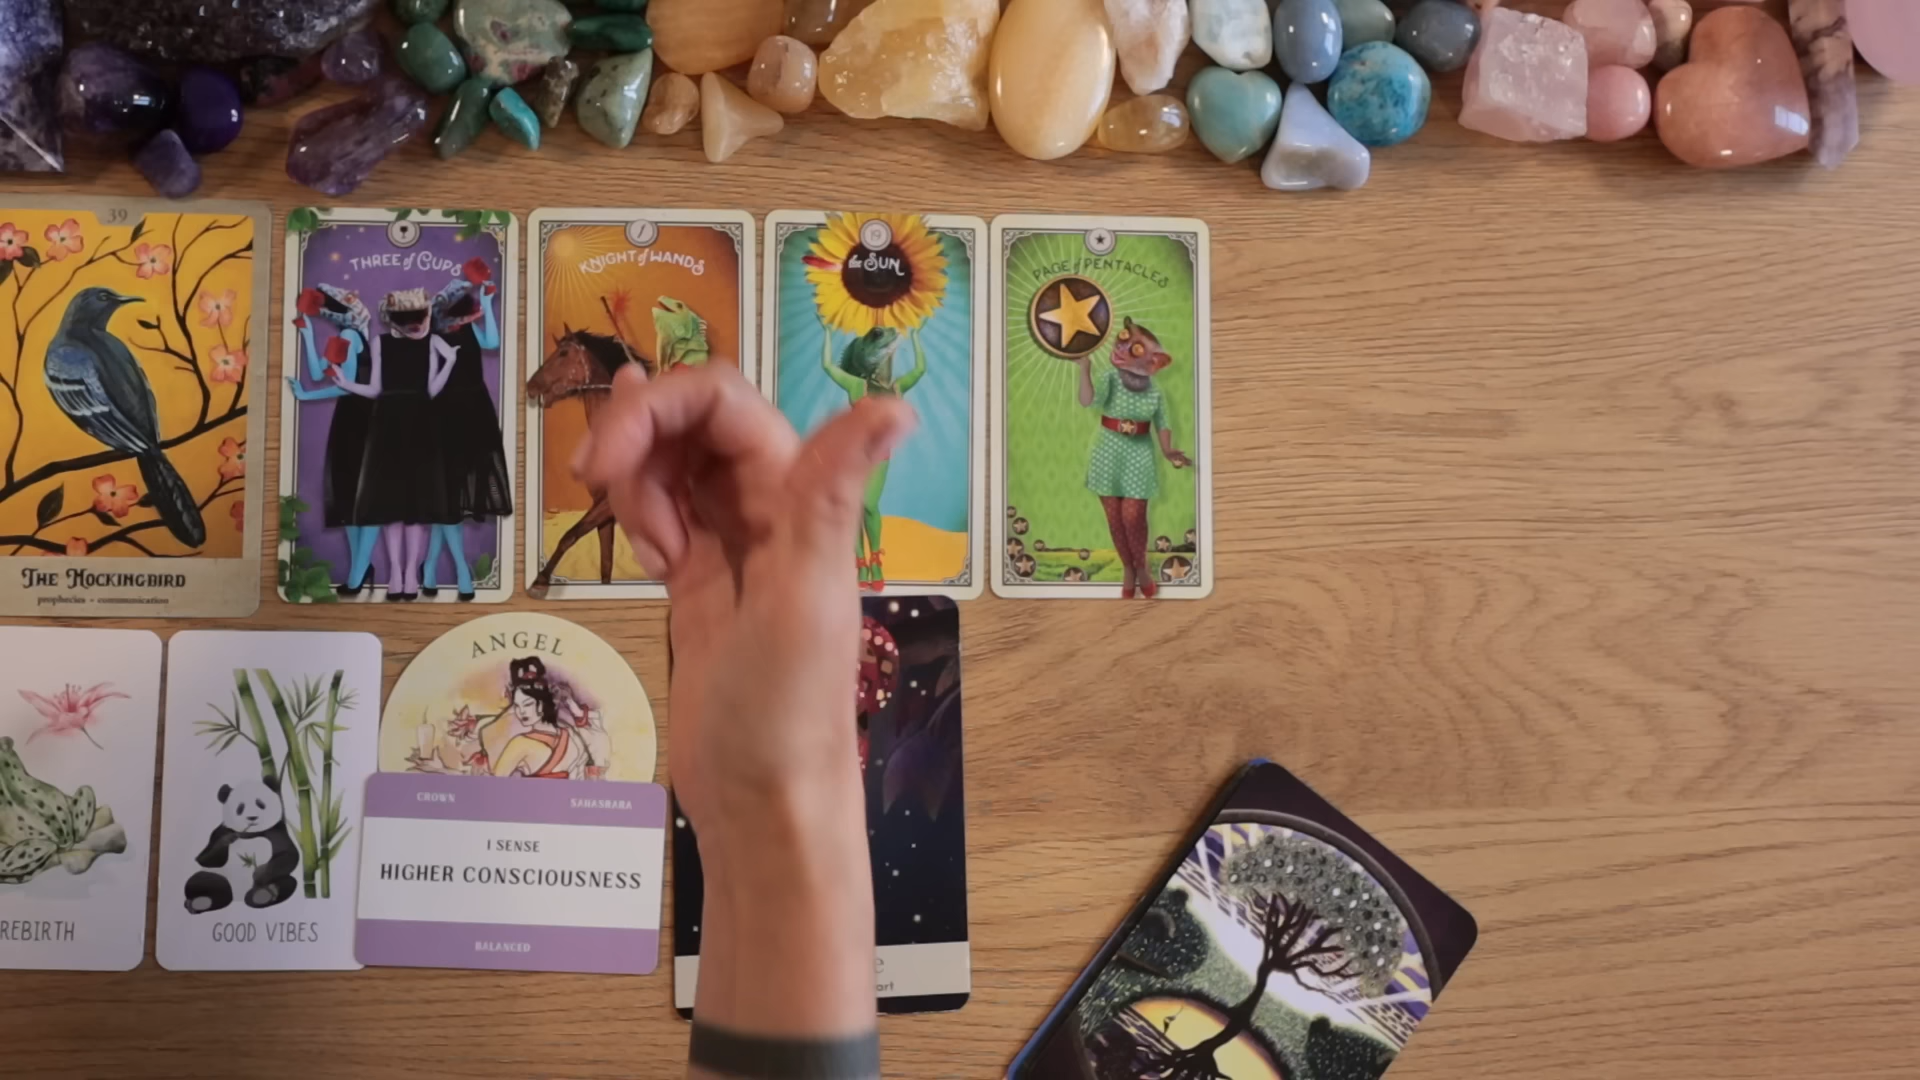 39
THE MOCKINGBIRD
prophecies - communication
THREE of CUPS
KNIGHT of WANDS
19
the SUN
PAGE of PENTACLES
REBIRTH
GOOD VIBES
ANGEL
CROWN SAHASRARA
I SENSE
HIGHER CONSCIOUSNESS
BALANCED